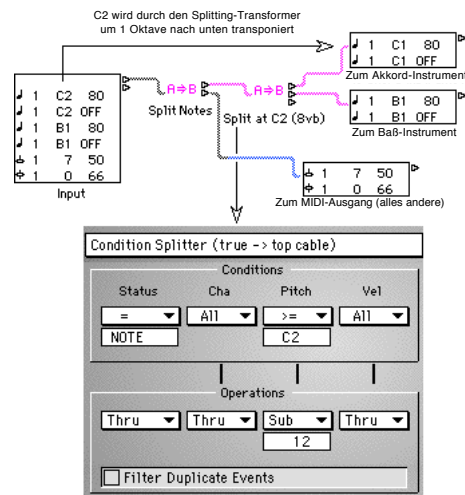 C2 wird durch den Splitting-Transformer
um 1 Oktave nach unten transponiert
1 C1 80
1 C1 OFF
Zum Akkord-Instrument
1 C2 80
1 C2 OFF
1 B1 80
1 B1 OFF
1 7 50
1 0 66
Input
A⇒B
Split Notes
A⇒B
Split at C2 (8vb)
1 B1 80
1 B1 OFF
Zum Baß-Instrument
1 7 50
1 0 66
Zum MIDI-Ausgang (alles andere)
Condition Splitter (true -> top cable)
Conditions
Status Cha Pitch Vel
= All >= All
NOTE C2
Operations
Thru Thru Sub Thru
12
Filter Duplicate Events